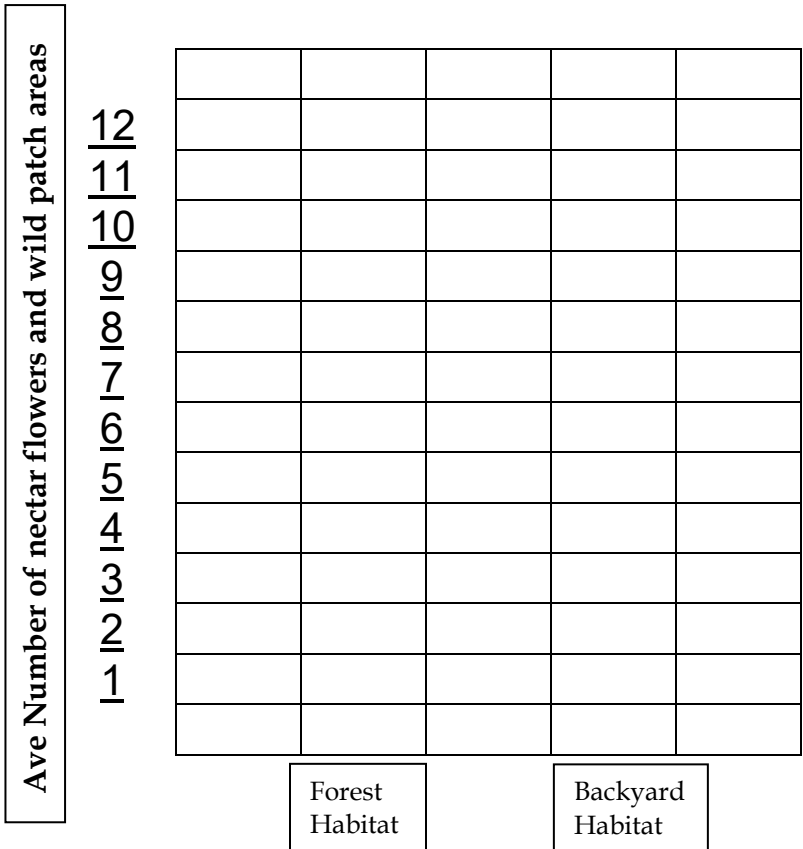 Ave Number of nectar flowers and wild patch areas
12
11
10
9
8
7
6
5
4
3
2
1
Forest
Habitat
Backyard
Habitat